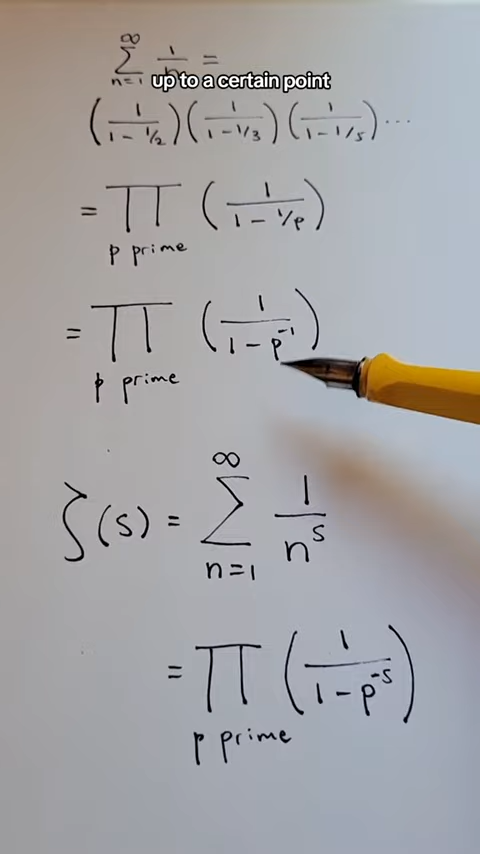 ∞
∑ 1/ =
n=1
up to a certain point
(1/(1 - 1/2)) (1/(1 - 1/3)) (1/(1 - 1/5)) ...
= ∏ (1/(1 - 1/p))
p prime
= ∏ (1/(1 - p⁻¹))
p prime
∞
ζ(s) = ∑ 1/nˢ
n=1
= ∏ (1/(1 - p⁻ˢ))
p prime